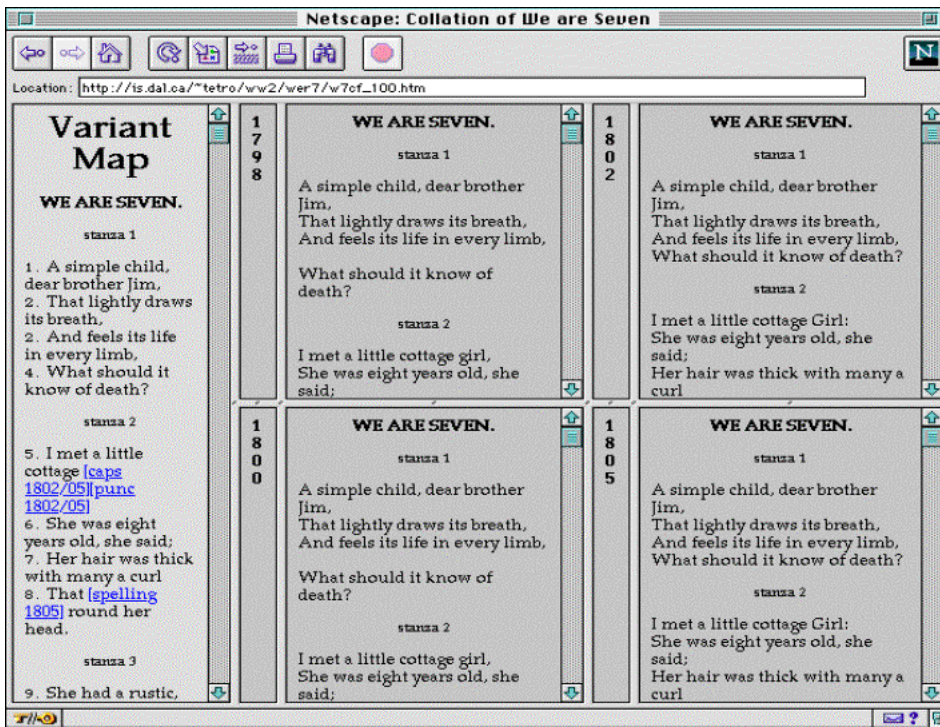 Netscape: Collation of We are Seven
N
Location: http://is.dal.ca/~tetro/ww2/wer7/w7cf_100.htm
Variant
Map
WE ARE SEVEN.
stanza 1
1. A simple child,
dear brother Jim,
2. That lightly draws
its breath,
2. And feels its life
in every limb,
4. What should it
know of death?
stanza 2
5. I met a little
cottage [caps
1802/05][punc
1802/05]
6. She was eight
years old, she said;
7. Her hair was thick
with many a curl
8. That [spelling
1805] round her
head.
stanza 3
9. She had a rustic,
1
7
9
8
WE ARE SEVEN.
stanza 1
A simple child, dear brother
Jim,
That lightly draws its breath,
And feels its life in every limb,
What should it know of
death?
stanza 2
I met a little cottage girl,
She was eight years old, she
said;
1
8
0
2
WE ARE SEVEN.
stanza 1
A simple child, dear brother
Jim,
That lightly draws its breath,
And feels its life in every limb,
What should it know of death?
stanza 2
I met a little cottage Girl:
She was eight years old, she
said;
Her hair was thick with many a
curl
1
8
0
0
WE ARE SEVEN.
stanza 1
A simple child, dear brother
Jim,
That lightly draws its breath,
And feels its life in every limb,
What should it know of
death?
stanza 2
I met a little cottage girl,
She was eight years old, she
said;
1
8
0
5
WE ARE SEVEN.
stanza 1
A simple child, dear brother
Jim,
That lightly draws its breath,
And feels its life in every limb,
What should it know of death?
stanza 2
I met a little cottage Girl:
She was eight years old, she
said;
Her hair was thick with many a
curl
?